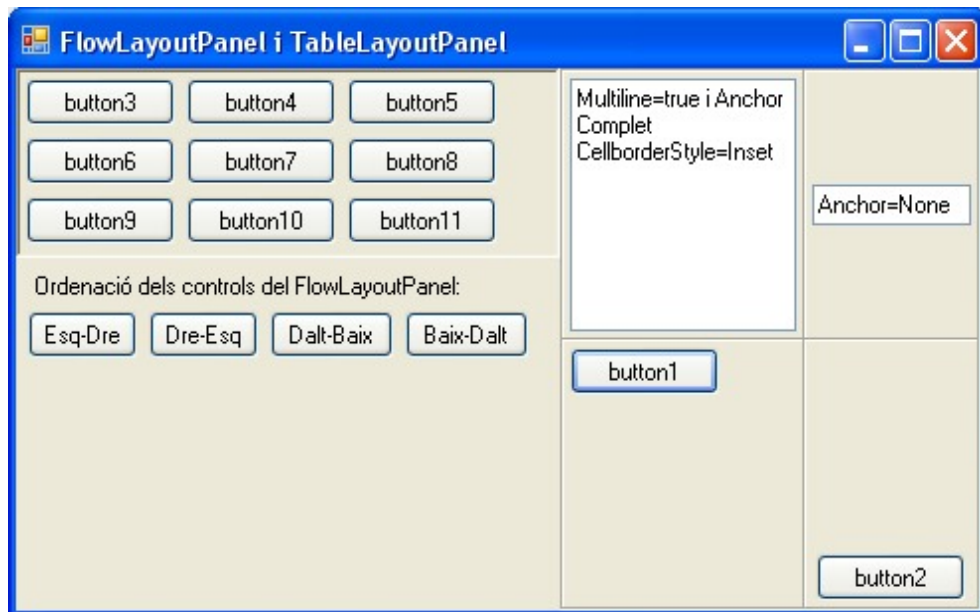 FlowLayoutPanel i TableLayoutPanel
button3
button4
button5
button6
button7
button8
button9
button10
button11
Ordenació dels controls del FlowLayoutPanel:
Esq-Dre
Dre-Esq
Dalt-Baix
Baix-Dalt
Multiline=true i Anchor
Complet
CellborderStyle=Inset
Anchor=None
button1
button2